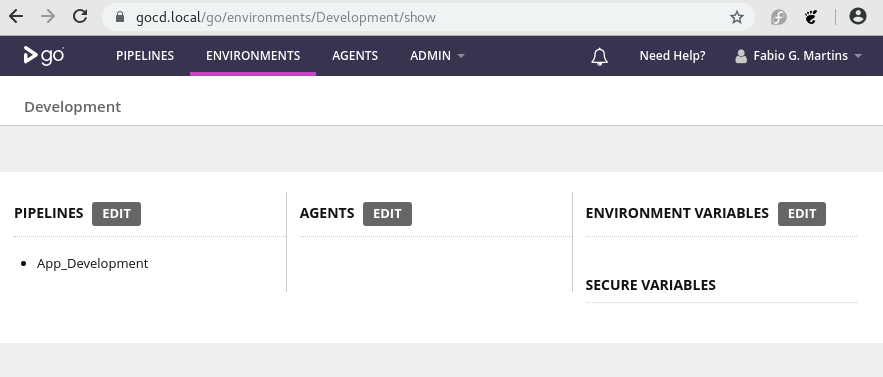 gocd.local/go/environments/Development/show
go PIPELINES ENVIRONMENTS AGENTS ADMIN Need Help? Fabio G. Martins
Development
PIPELINES EDIT AGENTS EDIT ENVIRONMENT VARIABLES EDIT
App_Development
SECURE VARIABLES